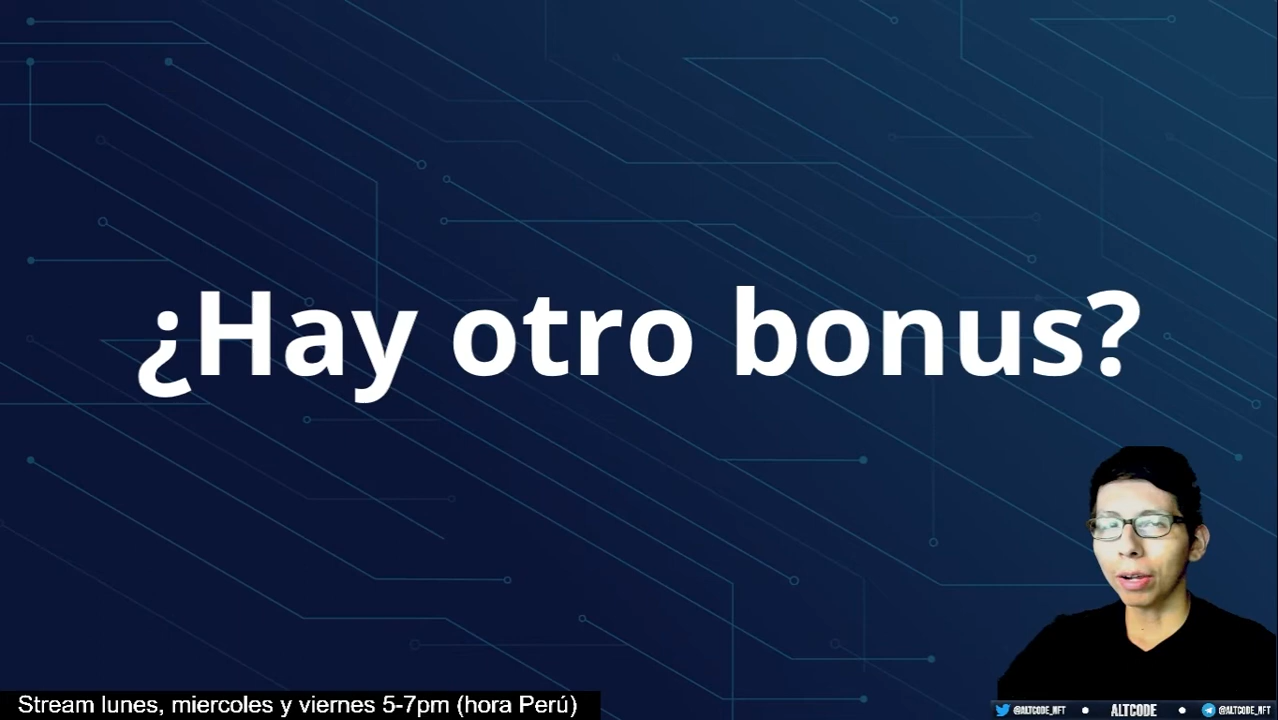 ¿Hay otro bonus?
Stream lunes, miercoles y viernes 5-7pm (hora Perú)
@ALTCODE_NFT • ALTCODE • @ALTCODE_NFT